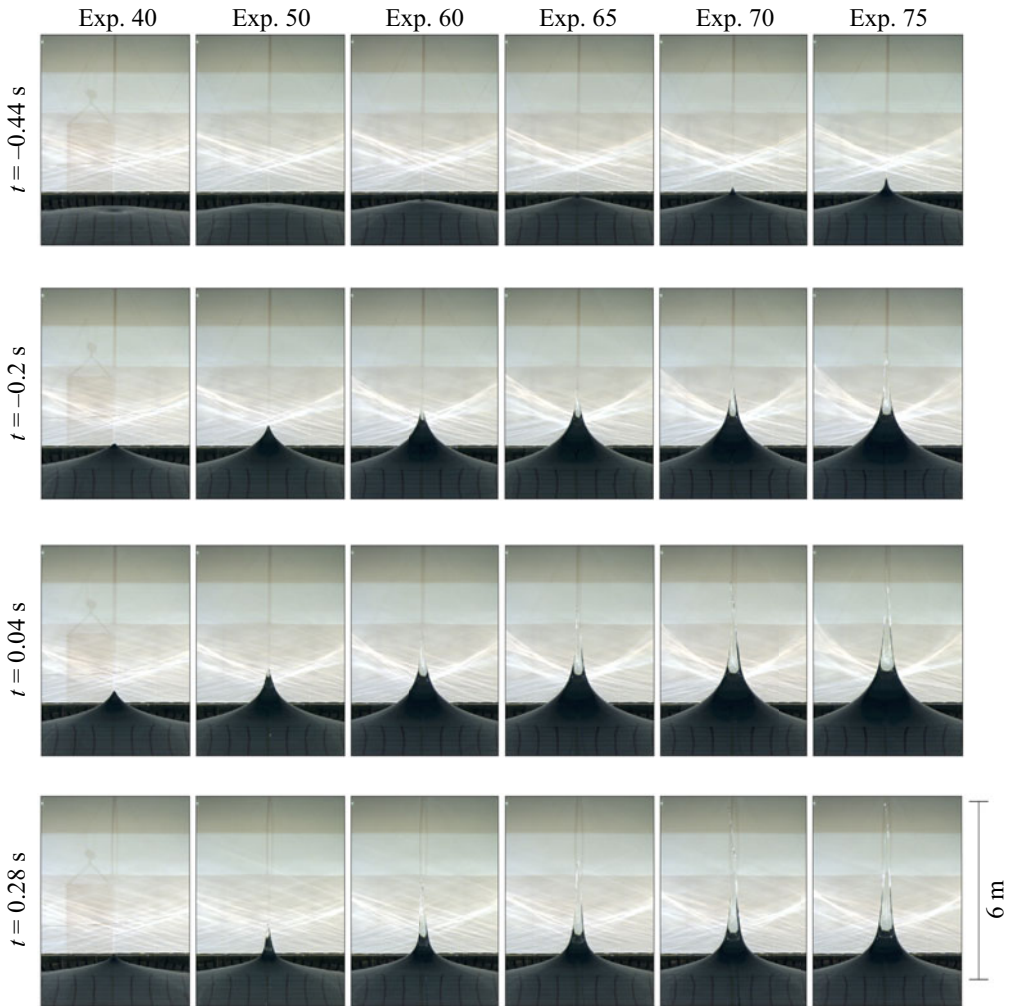 Exp. 40 Exp. 50 Exp. 60 Exp. 65 Exp. 70 Exp. 75
t = –0.44 s
t = –0.2 s
t = 0.04 s
t = 0.28 s
6 m